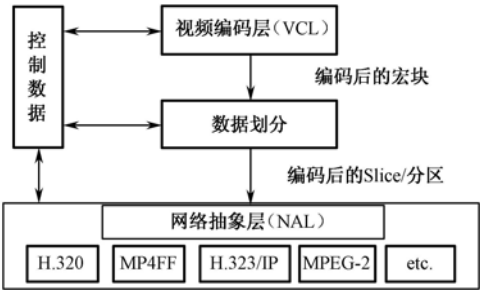 控制数据
视频编码层(VCL)
编码后的宏块
数据划分
编码后的Slice/分区
网络抽象层(NAL)
H.320
MP4FF
H.323/IP
MPEG-2
etc.